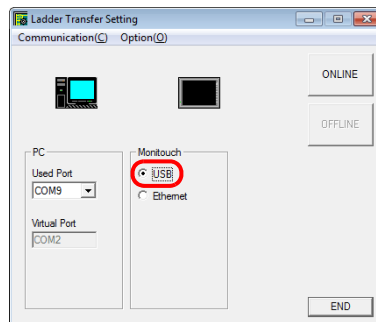 Ladder Transfer Setting
Communication(C) Option(O)
ONLINE
OFFLINE
PC
Used Port
COM9
Virtual Port
COM2
Monitouch
USB
Ethernet
END